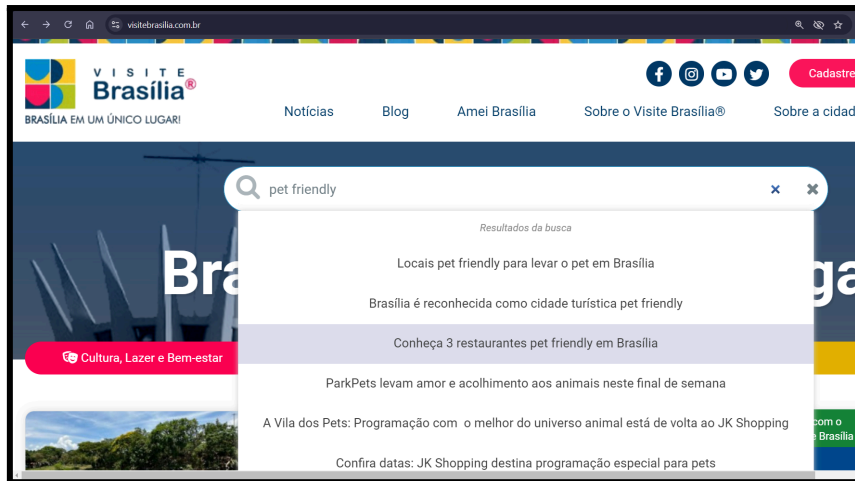 visitebrasilia.com.br
VISITE
Brasília®
BRASÍLIA EM UM ÚNICO LUGAR!
Cadastre
Notícias
Blog
Amei Brasília
Sobre o Visite Brasília®
Sobre a cidad
pet friendly
Resultados da busca
Locais pet friendly para levar o pet em Brasília
Brasília é reconhecida como cidade turística pet friendly
Conheça 3 restaurantes pet friendly em Brasília
ParkPets levam amor e acolhimento aos animais neste final de semana
A Vila dos Pets: Programação com o melhor do universo animal está de volta ao JK Shopping
Confira datas: JK Shopping destina programação especial para pets
Bra
ga
Cultura, Lazer e Bem-estar
com o
Brasília